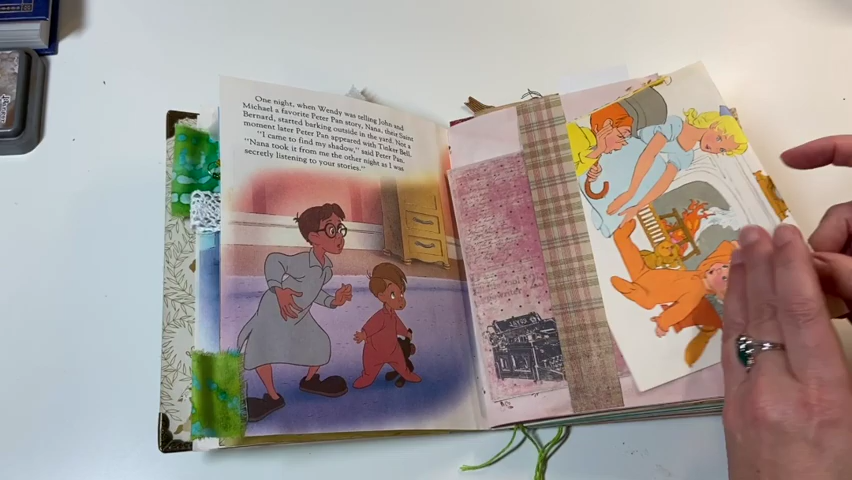 One night, when Wendy was telling John and
Michael a favorite Peter Pan story, Nana, their Saint
Bernard, started barking outside in the yard. Not a
moment later Peter Pan appeared with Tinker Bell.
"I came to find my shadow," said Peter Pan.
"Nana took it from me the other night as I was
secretly listening to your stories."